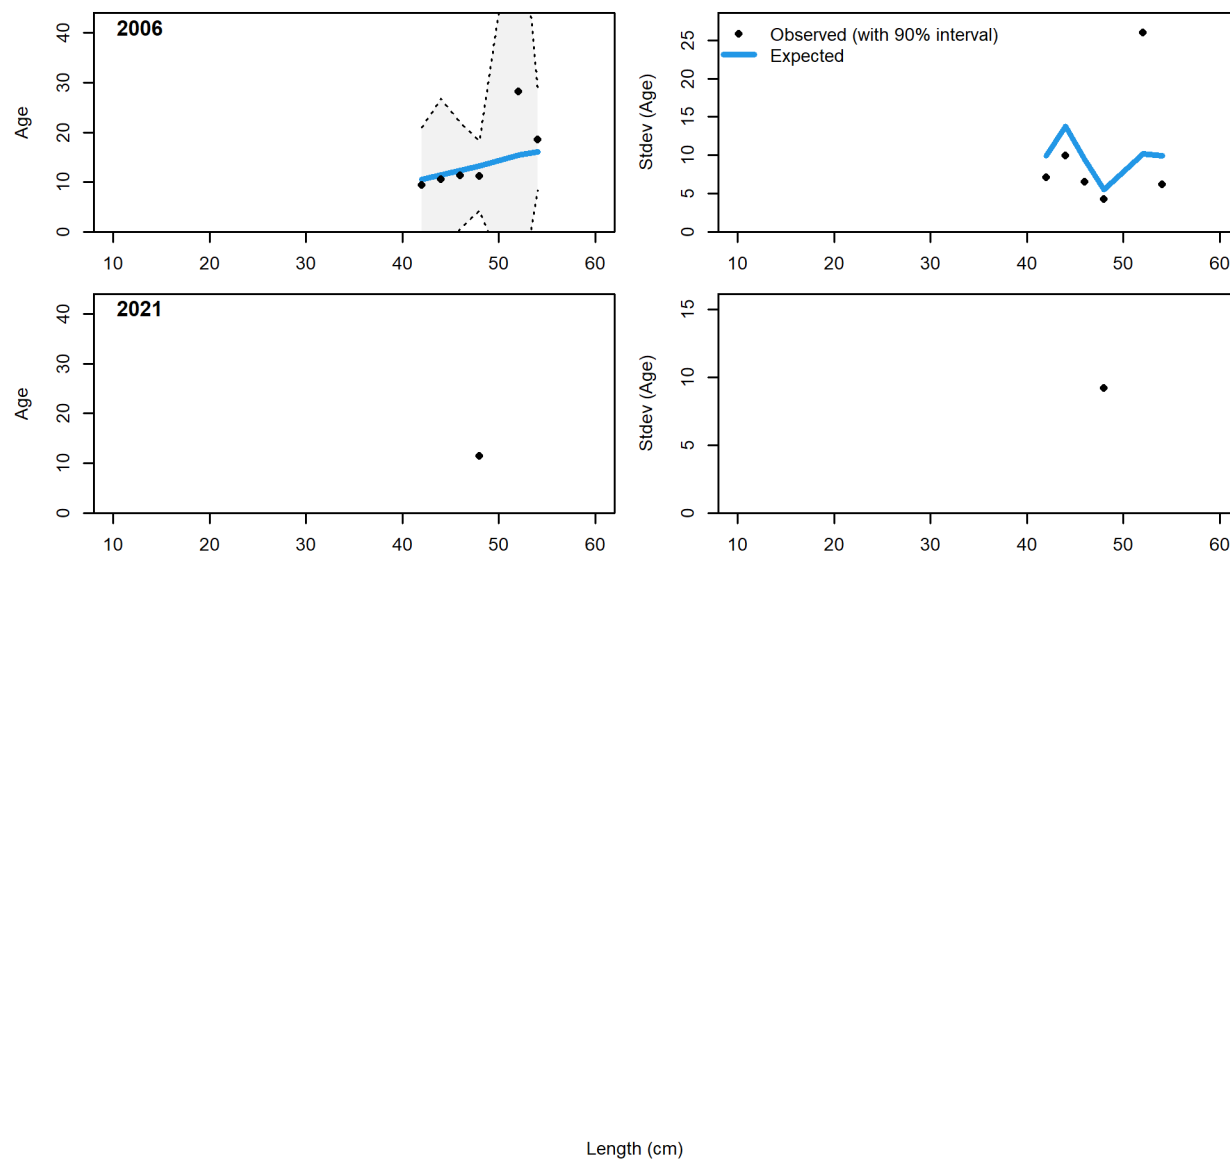 2006
Age
0 10 20 30 40
10 20 30 40 50 60
Observed (with 90% interval)
Expected
Stdev (Age)
0 5 10 15 20 25
10 20 30 40 50 60
2021
Age
0 10 20 30 40
10 20 30 40 50 60
Stdev (Age)
0 5 10 15
10 20 30 40 50 60
Length (cm)